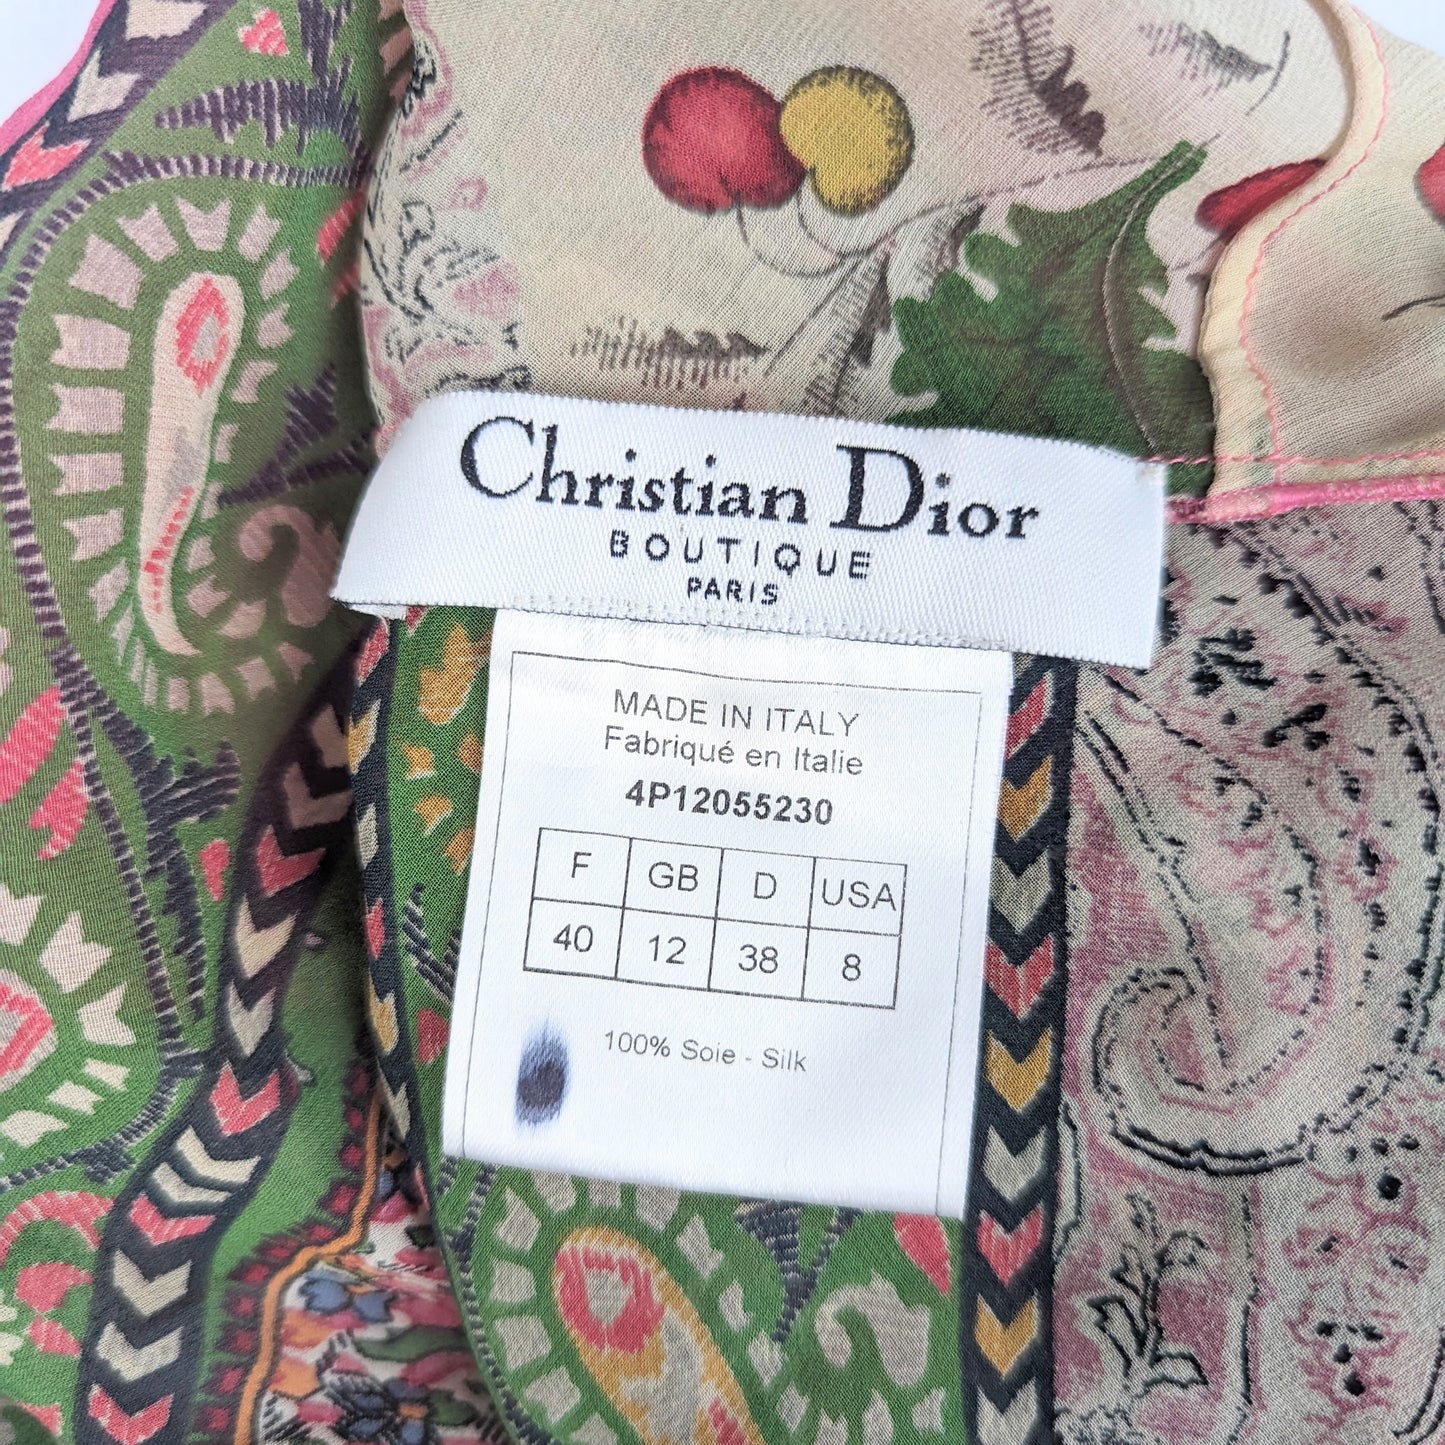 Christian Dior
BOUTIQUE
PARIS
MADE IN ITALY
Fabriqué en Italie
4P12055230
F GB D USA
40 12 38 8
100% Soie - Silk